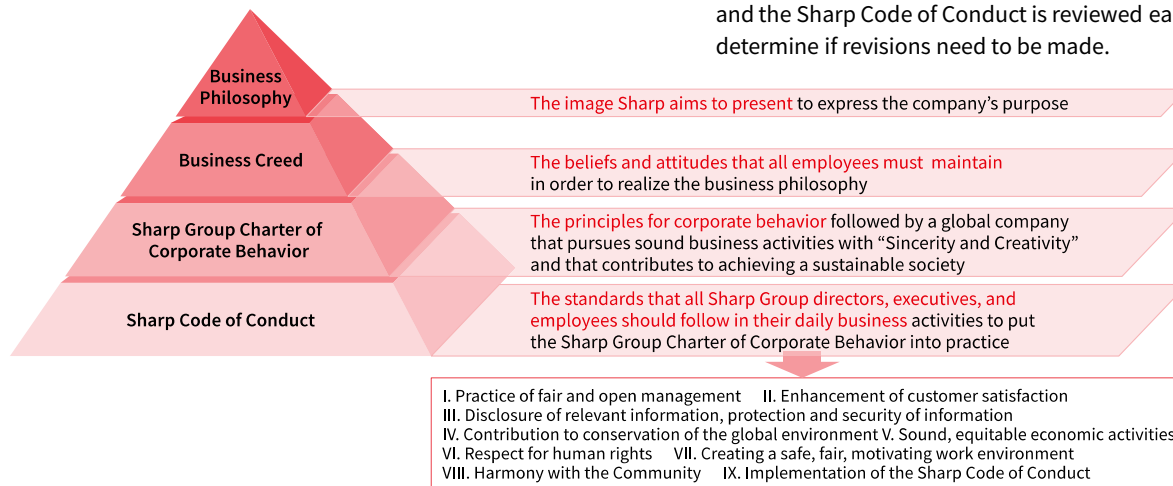 and the Sharp Code of Conduct is reviewed ea
determine if revisions need to be made.
Business
Philosophy
The image Sharp aims to present to express the company's purpose
Business Creed
The beliefs and attitudes that all employees must maintain
in order to realize the business philosophy
Sharp Group Charter of
Corporate Behavior
The principles for corporate behavior followed by a global company
that pursues sound business activities with “Sincerity and Creativity”
and that contributes to achieving a sustainable society
Sharp Code of Conduct
The standards that all Sharp Group directors, executives, and
employees should follow in their daily business activities to put
the Sharp Group Charter of Corporate Behavior into practice
I. Practice of fair and open management II. Enhancement of customer satisfaction
III. Disclosure of relevant information, protection and security of information
IV. Contribution to conservation of the global environment V. Sound, equitable economic activities
VI. Respect for human rights VII. Creating a safe, fair, motivating work environment
VIII. Harmony with the Community IX. Implementation of the Sharp Code of Conduct